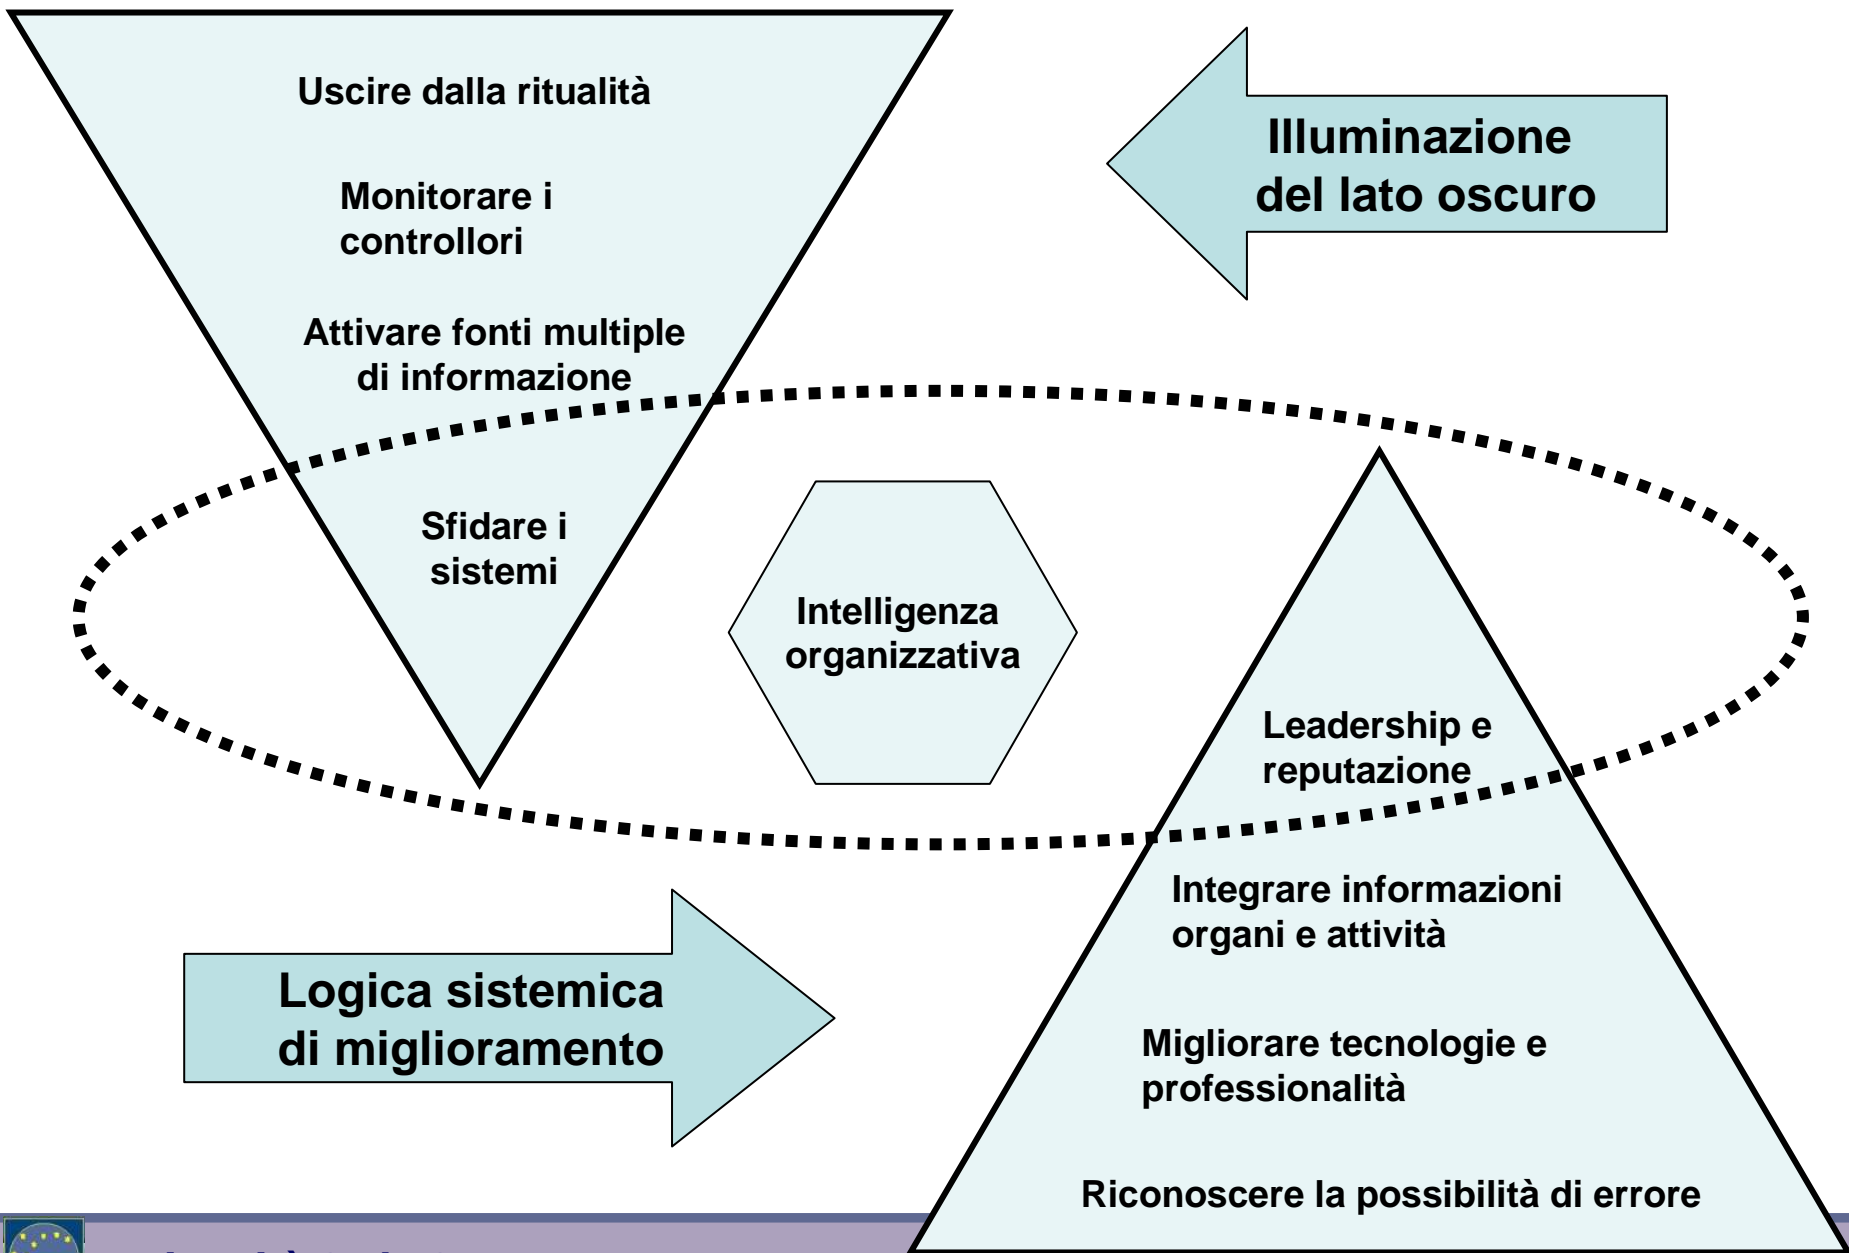 Uscire dalla ritualità
Monitorare i
controllori
Attivare fonti multiple
di informazione
Sfidare i
sistemi
Illuminazione
del lato oscuro
Intelligenza
organizzativa
Leadership e
reputazione
Integrare informazioni
organi e attività
Migliorare tecnologie e
professionalità
Riconoscere la possibilità di errore
Logica sistemica
di miglioramento